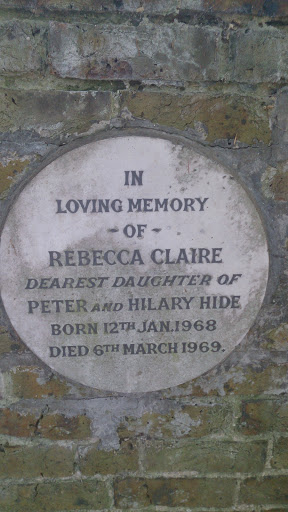 IN
LOVING MEMORY
- OF -
REBECCA CLAIRE
DEAREST DAUGHTER OF
PETER AND HILARY HIDE
BORN 12TH JAN. 1968
DIED 6TH MARCH 1969.